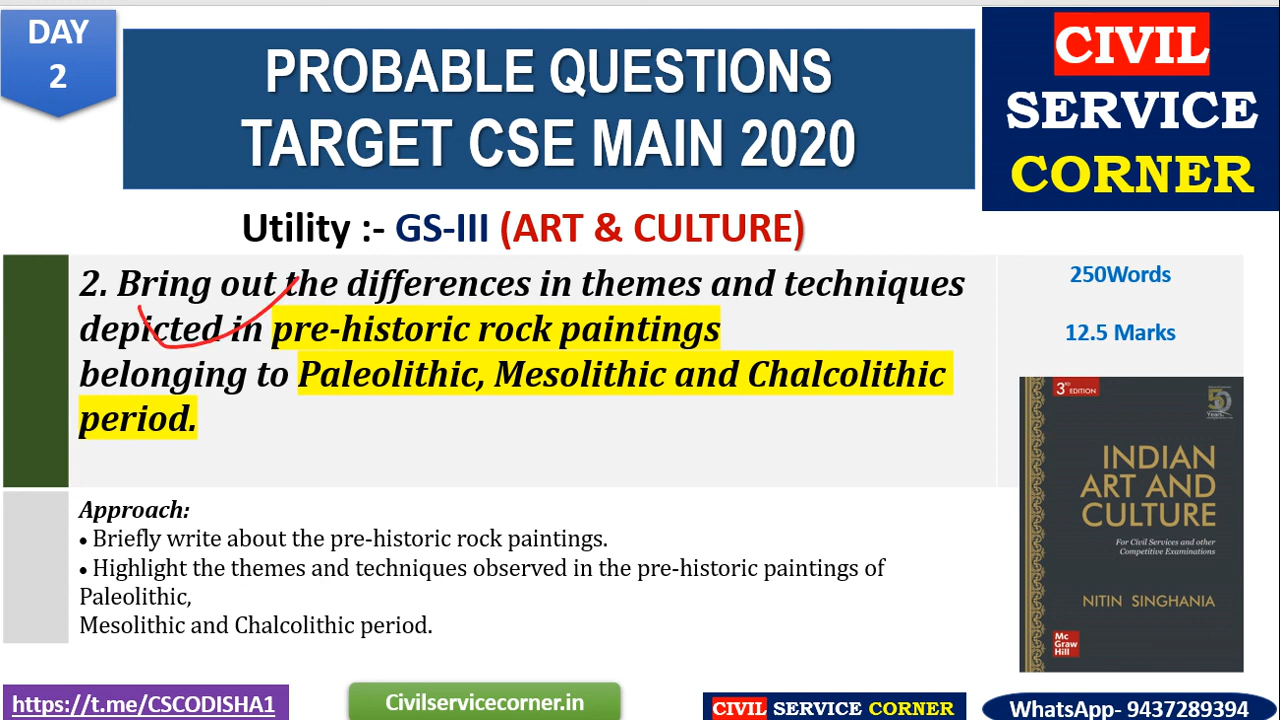 DAY
2
PROBABLE QUESTIONS
TARGET CSE MAIN 2020
CIVIL
SERVICE
CORNER
Utility :- GS-III (ART & CULTURE)
2. Bring out the differences in themes and techniques
depicted in pre-historic rock paintings
belonging to Paleolithic, Mesolithic and Chalcolithic
period.
250Words
12.5 Marks
Approach:
• Briefly write about the pre-historic rock paintings.
• Highlight the themes and techniques observed in the pre-historic paintings of
Paleolithic,
Mesolithic and Chalcolithic period.
3RD EDITION
50
Years
INDIAN
ART AND
CULTURE
For Civil Services and other
Competitive Examinations
NITIN SINGHANIA
Mc
Graw
Hill
https://t.me/CSCODISHA1
Civilservicecorner.in
CIVIL SERVICE CORNER
WhatsApp- 9437289394